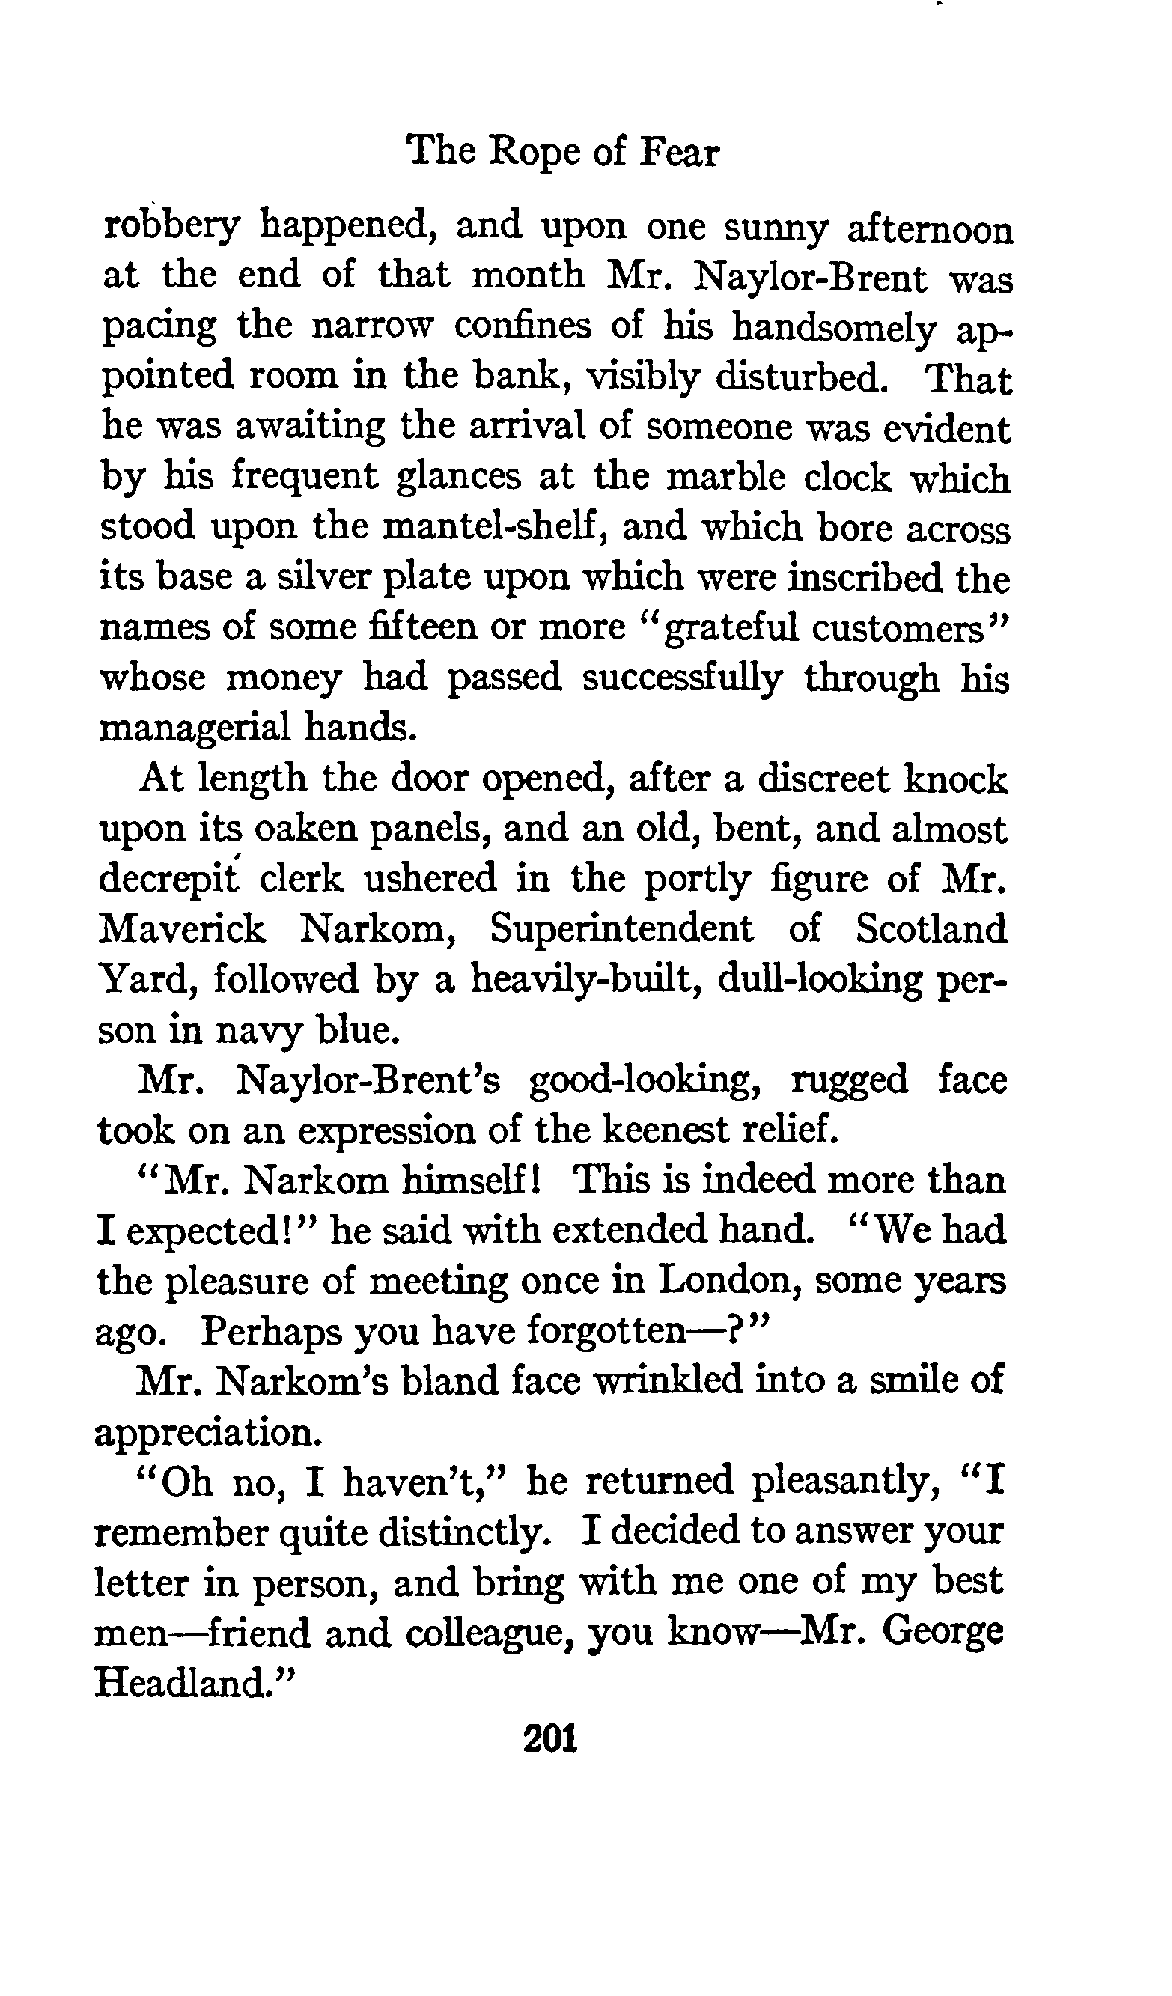 The Rope of Fear
robbery happened, and upon one sunny afternoon
at the end of that month Mr. Naylor-Brent was
pacing the narrow confines of his handsomely ap-
pointed room in the bank, visibly disturbed. That
he was awaiting the arrival of someone was evident
by his frequent glances at the marble clock which
stood upon the mantel-shelf, and which bore across
its base a silver plate upon which were inscribed the
names of some fifteen or more “grateful customers”
whose money had passed successfully through his
managerial hands.
At length the door opened, after a discreet knock
upon its oaken panels, and an old, bent, and almost
decrepit clerk ushered in the portly figure of Mr.
Maverick Narkom, Superintendent of Scotland
Yard, followed by a heavily-built, dull-looking per-
son in navy blue.
Mr. Naylor-Brent’s good-looking, rugged face
took on an expression of the keenest relief.
“Mr. Narkom himself! This is indeed more than
I expected!” he said with extended hand. “We had
the pleasure of meeting once in London, some years
ago. Perhaps you have forgotten—?”
Mr. Narkom’s bland face wrinkled into a smile of
appreciation.
“Oh no, I haven’t,” he returned pleasantly, “I
remember quite distinctly. I decided to answer your
letter in person, and bring with me one of my best
men—friend and colleague, you know—Mr. George
Headland.”
201